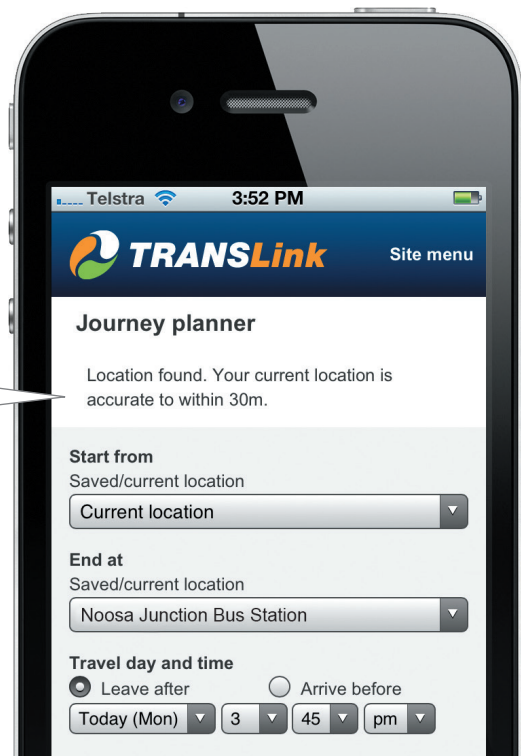 Telstra 3:52 PM
TRANSLink Site menu
Journey planner
Location found. Your current location is
accurate to within 30m.
Start from
Saved/current location
Current location
End at
Saved/current location
Noosa Junction Bus Station
Travel day and time
Leave after Arrive before
Today (Mon) 3 45 pm